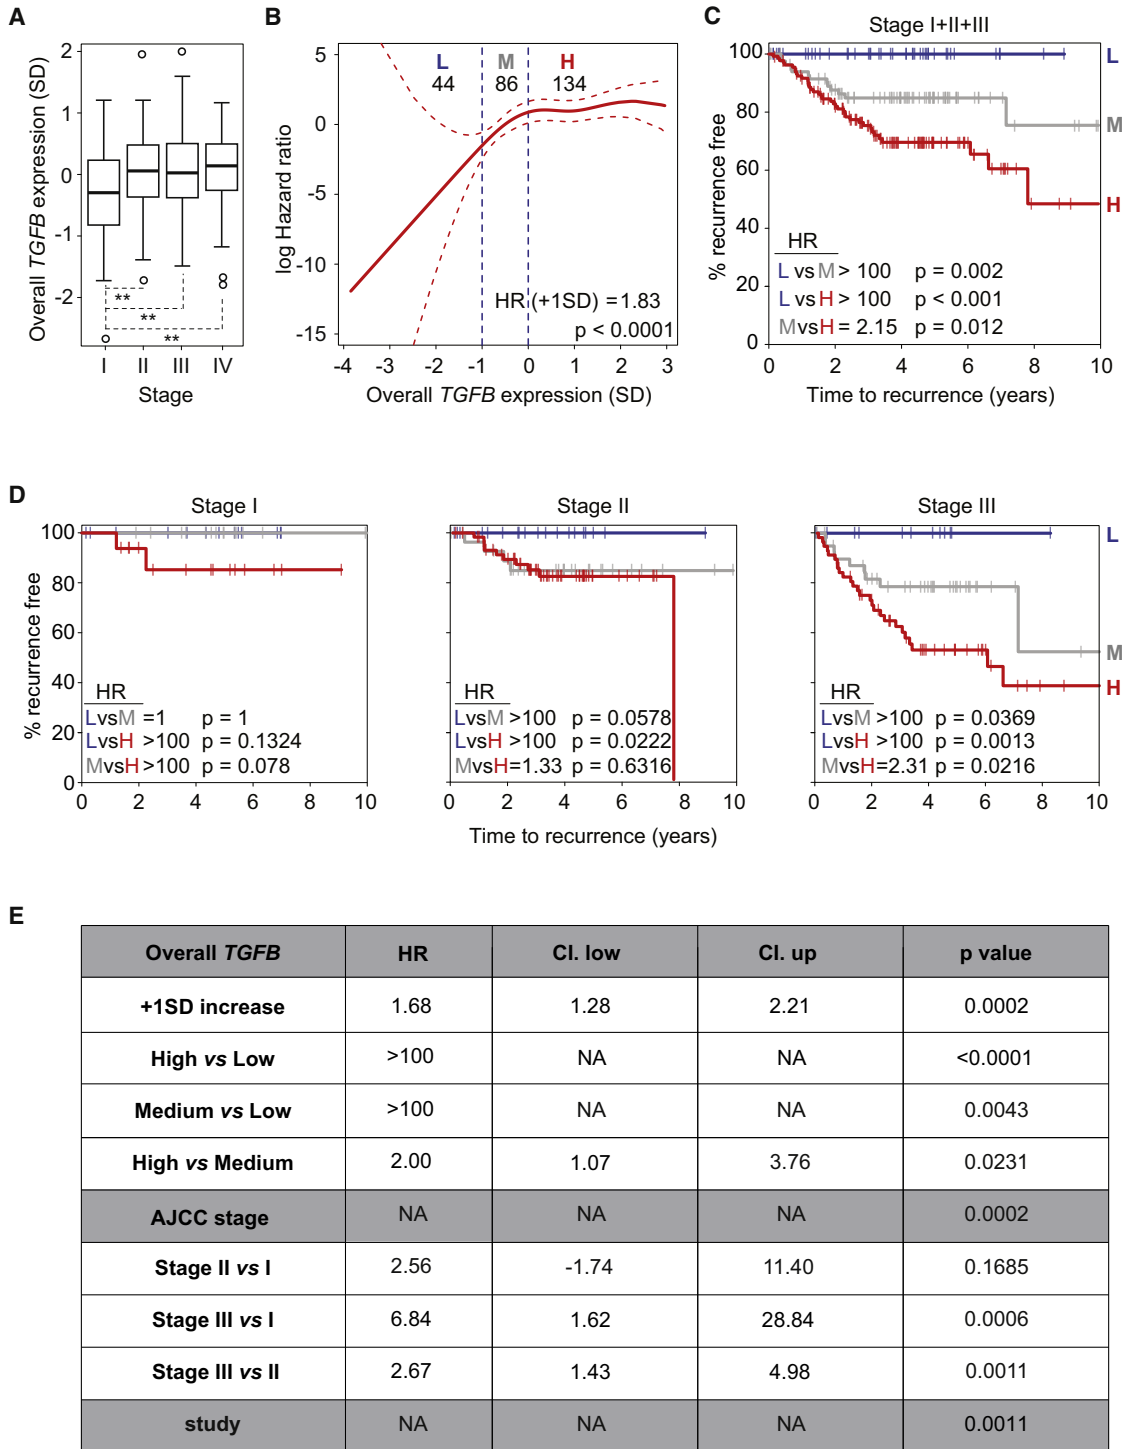 A
Overall TGFB expression (SD)
2
1
0
-1
-2
**
**
**
I II III IV
Stage
B
log Hazard ratio
5
0
-5
-10
-15
L M H
44 86 134
HR (+1SD) =1.83
p < 0.0001
-4 -3 -2 -1 0 1 2 3
Overall TGFB expression (SD)
C
Stage I+II+III
% recurrence free
100
80
60
40
20
0
L
M
H
HR
L vs M > 100 p = 0.002
L vs H > 100 p < 0.001
MvsH = 2.15 p = 0.012
0 2 4 6 8 10
Time to recurrence (years)
D
Stage I
% recurrence free
100
80
60
40
20
0
HR
LvsM =1 p = 1
LvsH >100 p = 0.1324
MvsH >100 p = 0.078
0 2 4 6 8 10
Stage II
HR
LvsM >100 p = 0.0578
LvsH >100 p = 0.0222
MvsH=1.33 p = 0.6316
0 2 4 6 8 10
Time to recurrence (years)
Stage III
L
M
H
HR
LvsM >100 p = 0.0369
LvsH >100 p = 0.0013
MvsH=2.31 p = 0.0216
0 2 4 6 8 10
E
Overall TGFB HR CI. low CI. up p value
+1SD increase 1.68 1.28 2.21 0.0002
High vs Low >100 NA NA <0.0001
Medium vs Low >100 NA NA 0.0043
High vs Medium 2.00 1.07 3.76 0.0231
AJCC stage NA NA NA 0.0002
Stage II vs I 2.56 -1.74 11.40 0.1685
Stage III vs I 6.84 1.62 28.84 0.0006
Stage III vs II 2.67 1.43 4.98 0.0011
study NA NA NA 0.0011